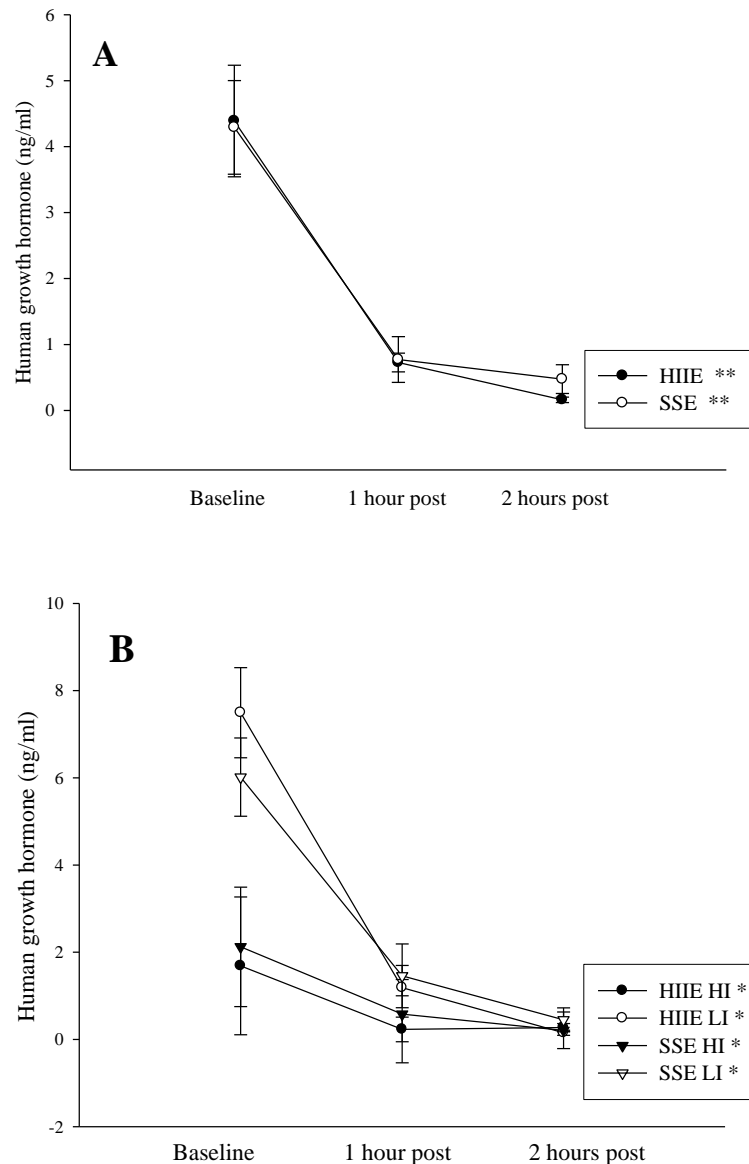 A
Human growth hormone (ng/ml)
6
5
4
3
2
1
0
Baseline 1 hour post 2 hours post
HIIE **
SSE **
B
Human growth hormone (ng/ml)
10
8
6
4
2
0
-2
Baseline 1 hour post 2 hours post
HIIE HI *
HIIE LI *
SSE HI *
SSE LI *